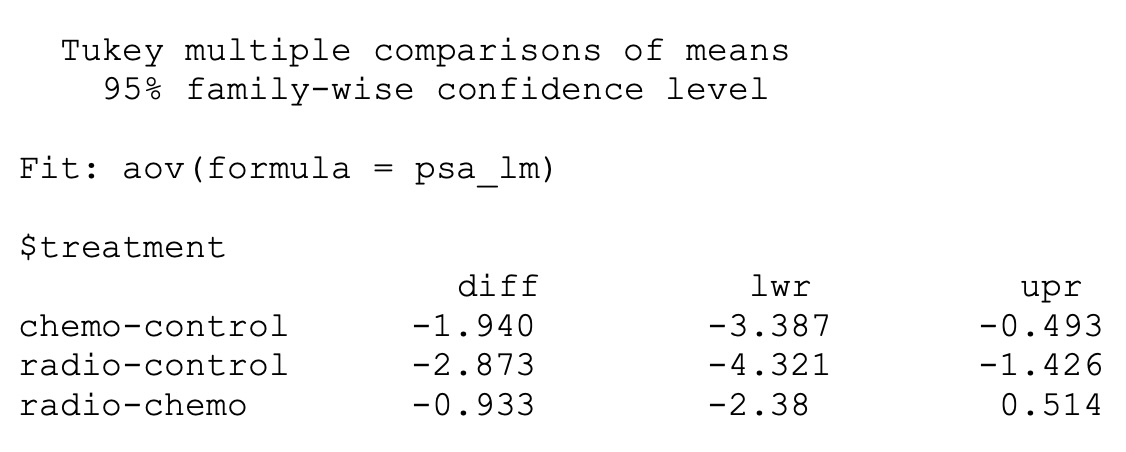 Tukey multiple comparisons of means
95% family-wise confidence level
Fit: aov(formula = psa_lm)
$treatment
diff lwr upr
chemo-control -1.940 -3.387 -0.493
radio-control -2.873 -4.321 -1.426
radio-chemo -0.933 -2.38 0.514